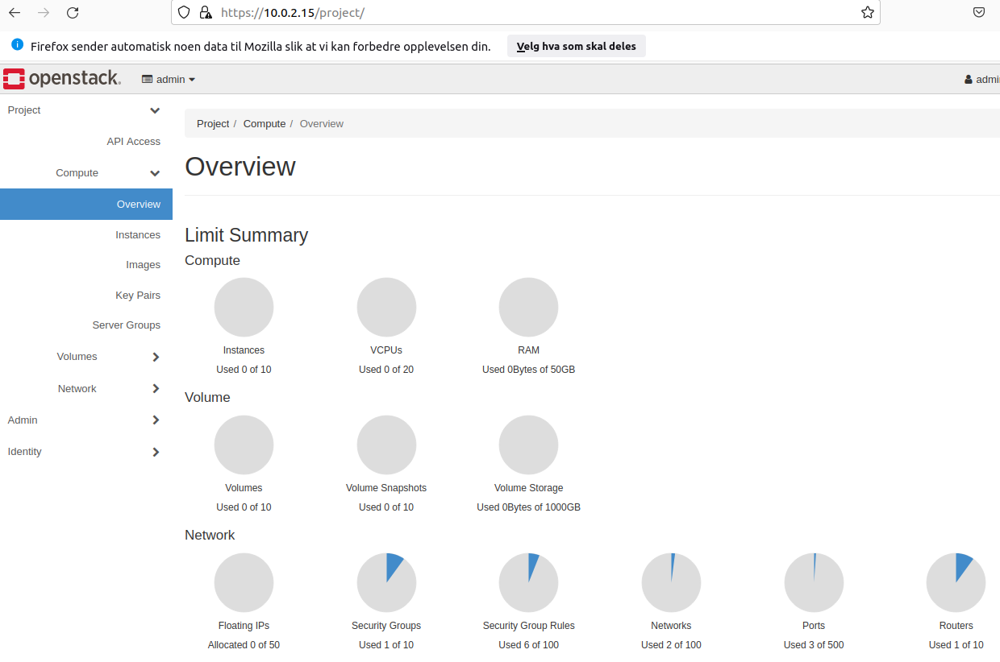 https://10.0.2.15/project/
Firefox sender automatisk noen data til Mozilla slik at vi kan forbedre opplevelsen din. Velg hva som skal deles
openstack. admin admin
Project
API Access
Compute
Overview
Instances
Images
Key Pairs
Server Groups
Volumes
Network
Admin
Identity
Project / Compute / Overview
Overview
Limit Summary
Compute
Instances VCPUs RAM
Used 0 of 10 Used 0 of 20 Used 0Bytes of 50GB
Volume
Volumes Volume Snapshots Volume Storage
Used 0 of 10 Used 0 of 10 Used 0Bytes of 1000GB
Network
Floating IPs Security Groups Security Group Rules Networks Ports Routers
Allocated 0 of 50 Used 1 of 10 Used 6 of 100 Used 2 of 100 Used 3 of 500 Used 1 of 10